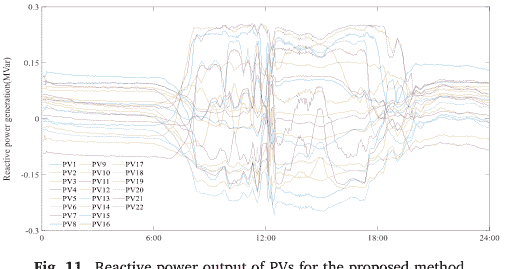 0.3
0.15
0
-0.15
-0.3
Reactive power generation(MVar)
PV1 PV9 PV17
PV2 PV10 PV18
PV3 PV11 PV19
PV4 PV12 PV20
PV5 PV13 PV21
PV6 PV14 PV22
PV7 PV15
PV8 PV16
0 6:00 12:00 18:00 24:00
Fig. 11. Reactive power output of PVs for the proposed method